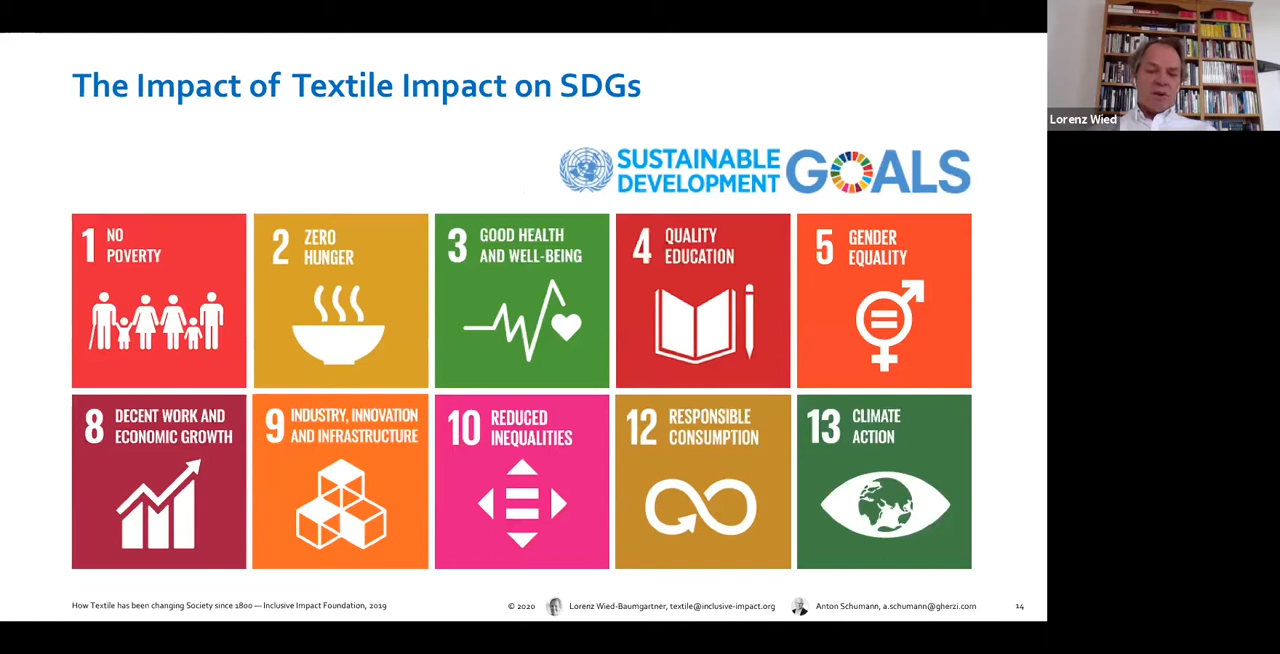 The Impact of Textile Impact on SDGs
Lorenz Wied
SUSTAINABLE
DEVELOPMENT
GOALS
1 NO
POVERTY
2 ZERO
HUNGER
3 GOOD HEALTH
AND WELL-BEING
4 QUALITY
EDUCATION
5 GENDER
EQUALITY
8 DECENT WORK AND
ECONOMIC GROWTH
9 INDUSTRY, INNOVATION
AND INFRASTRUCTURE
10 REDUCED
INEQUALITIES
12 RESPONSIBLE
CONSUMPTION
13 CLIMATE
ACTION
How Textile has been changing Society since 1800 — Inclusive Impact Foundation, 2019
© 2020
Lorenz Wied-Baumgartner, textile@inclusive-impact.org
Anton Schumann, a.schumann@gherzi.com
14